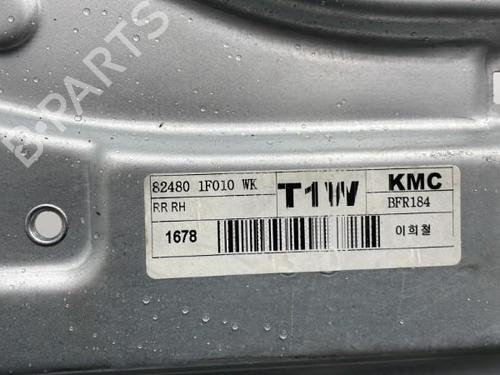 B-PARTS
82480 1F010 WK
T1W
KMC
RR RH
BFR184
1678
이희철